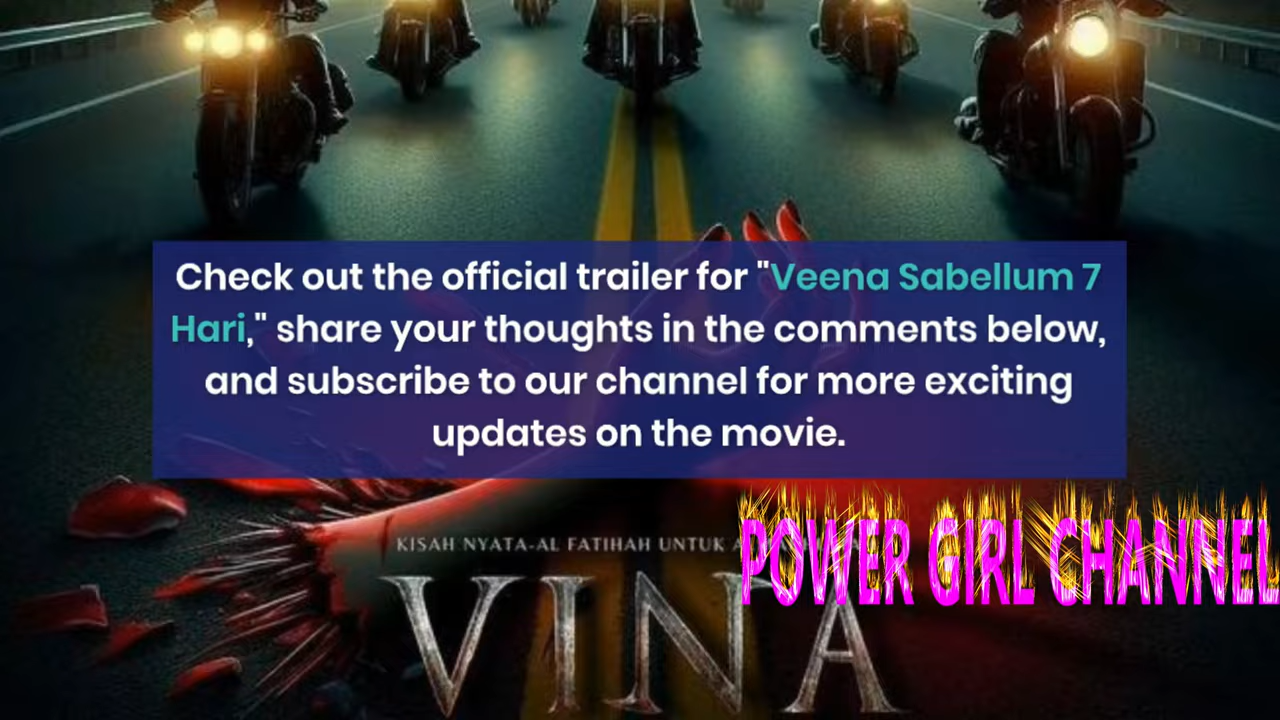 Check out the official trailer for "Veena Sabellum 7
Hari," share your thoughts in the comments below,
and subscribe to our channel for more exciting
updates on the movie.
POWER GIRL CHANNEL
KISAH NYATA-AL FATIHAH UNTUK
VINA